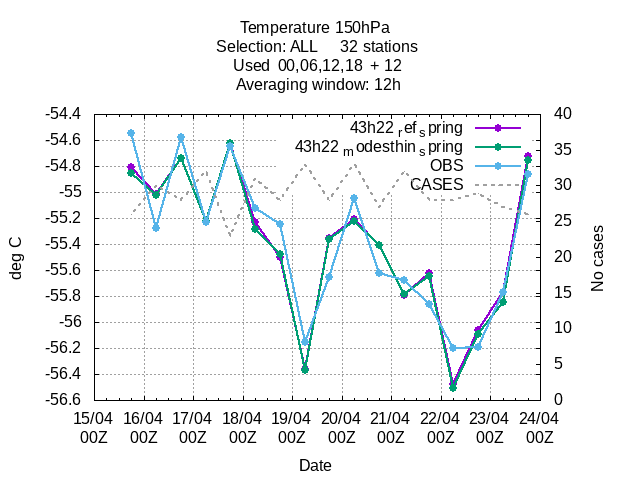 Temperature 150hPa
Selection: ALL 32 stations
Used 00,06,12,18 + 12
Averaging window: 12h
-54.4
-54.6
-54.8
-55
-55.2
-55.4
-55.6
-55.8
-56
-56.2
-56.4
-56.6
deg C
43h22 ref spring
43h22 modesthin spring
OBS
CASES
40
35
30
25
20
15
10
5
0
No cases
15/04 16/04 17/04 18/04 19/04 20/04 21/04 22/04 23/04 24/04
00Z 00Z 00Z 00Z 00Z 00Z 00Z 00Z 00Z 00Z
Date